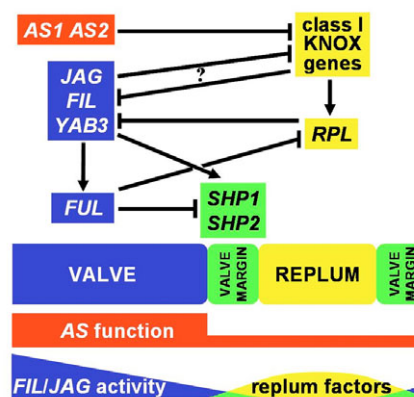 AS1 AS2
class I
KNOX
genes
JAG
FIL
YAB3
?
RPL
FUL
SHP1
SHP2
VALVE
VALVE
MARGIN
REPLUM
VALVE
MARGIN
AS function
FIL/JAG activity
replum factors